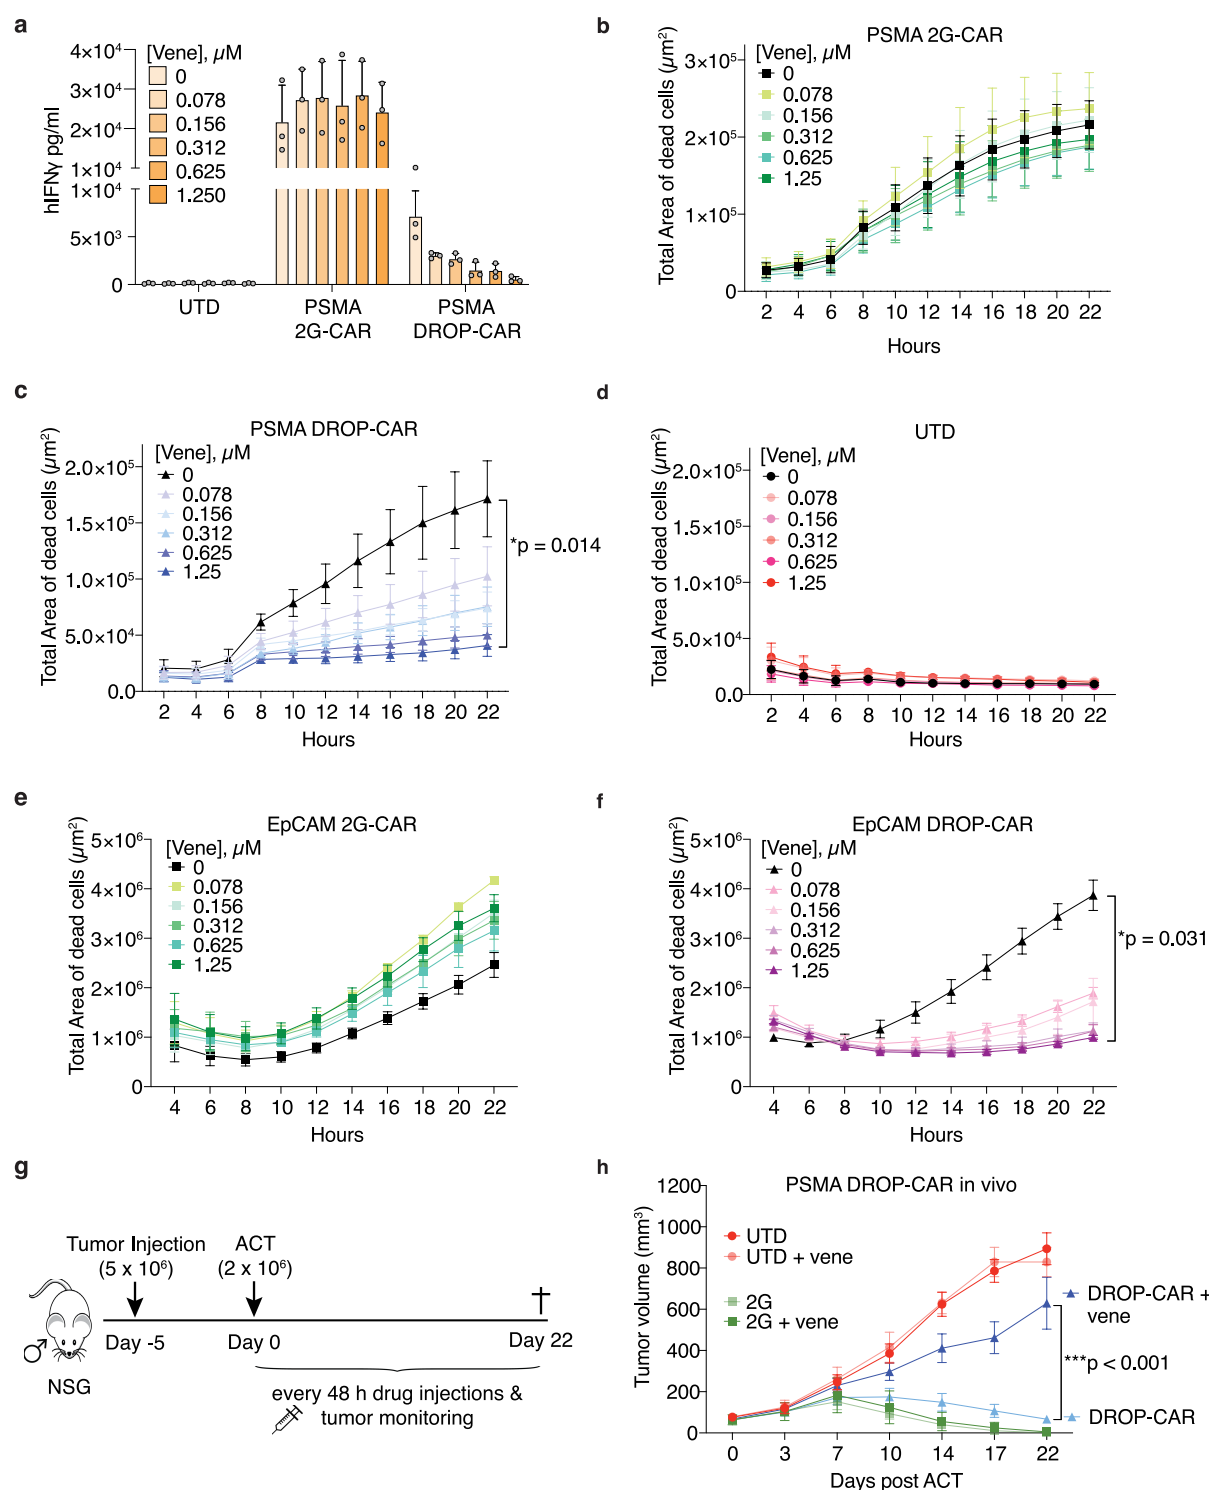 a
[Vene], µM
0
0.078
0.156
0.312
0.625
1.250
hIFNγ pg/ml
4×10⁴
3×10⁴
2×10⁴
1×10⁴
1×10⁴
5×10³
0
UTD
PSMA
2G-CAR
PSMA
DROP-CAR
b
PSMA 2G-CAR
[Vene], µM
0
0.078
0.156
0.312
0.625
1.25
Total Area of dead cells (µm²)
3×10⁵
2×10⁵
1×10⁵
0
2 4 6 8 10 12 14 16 18 20 22
Hours
c
PSMA DROP-CAR
[Vene], µM
0
0.078
0.156
0.312
0.625
1.25
Total Area of dead cells (µm²)
2.0×10⁵
1.5×10⁵
1.0×10⁵
5.0×10⁴
0.0
*p = 0.014
2 4 6 8 10 12 14 16 18 20 22
Hours
d
UTD
[Vene], µM
0
0.078
0.156
0.312
0.625
1.25
Total Area of dead cells (µm²)
2.0×10⁵
1.5×10⁵
1.0×10⁵
5.0×10⁴
0.0
2 4 6 8 10 12 14 16 18 20 22
Hours
e
EpCAM 2G-CAR
[Vene], µM
0
0.078
0.156
0.312
0.625
1.25
Total Area of dead cells (µm²)
5×10⁶
4×10⁶
3×10⁶
2×10⁶
1×10⁶
0
4 6 8 10 12 14 16 18 20 22
Hours
f
EpCAM DROP-CAR
[Vene], µM
0
0.078
0.156
0.312
0.625
1.25
Total Area of dead cells (µm²)
5×10⁶
4×10⁶
3×10⁶
2×10⁶
1×10⁶
0
*p = 0.031
4 6 8 10 12 14 16 18 20 22
Hours
g
Tumor Injection
(5 x 10⁶)
ACT
(2 x 10⁶)
♂
NSG
Day -5
Day 0
†
Day 22
every 48 h drug injections &
tumor monitoring
h
PSMA DROP-CAR in vivo
UTD
UTD + vene
2G
2G + vene
Tumor volume (mm³)
1200
1000
800
600
400
200
0
DROP-CAR +
vene
***p < 0.001
DROP-CAR
0 3 7 10 14 17 22
Days post ACT